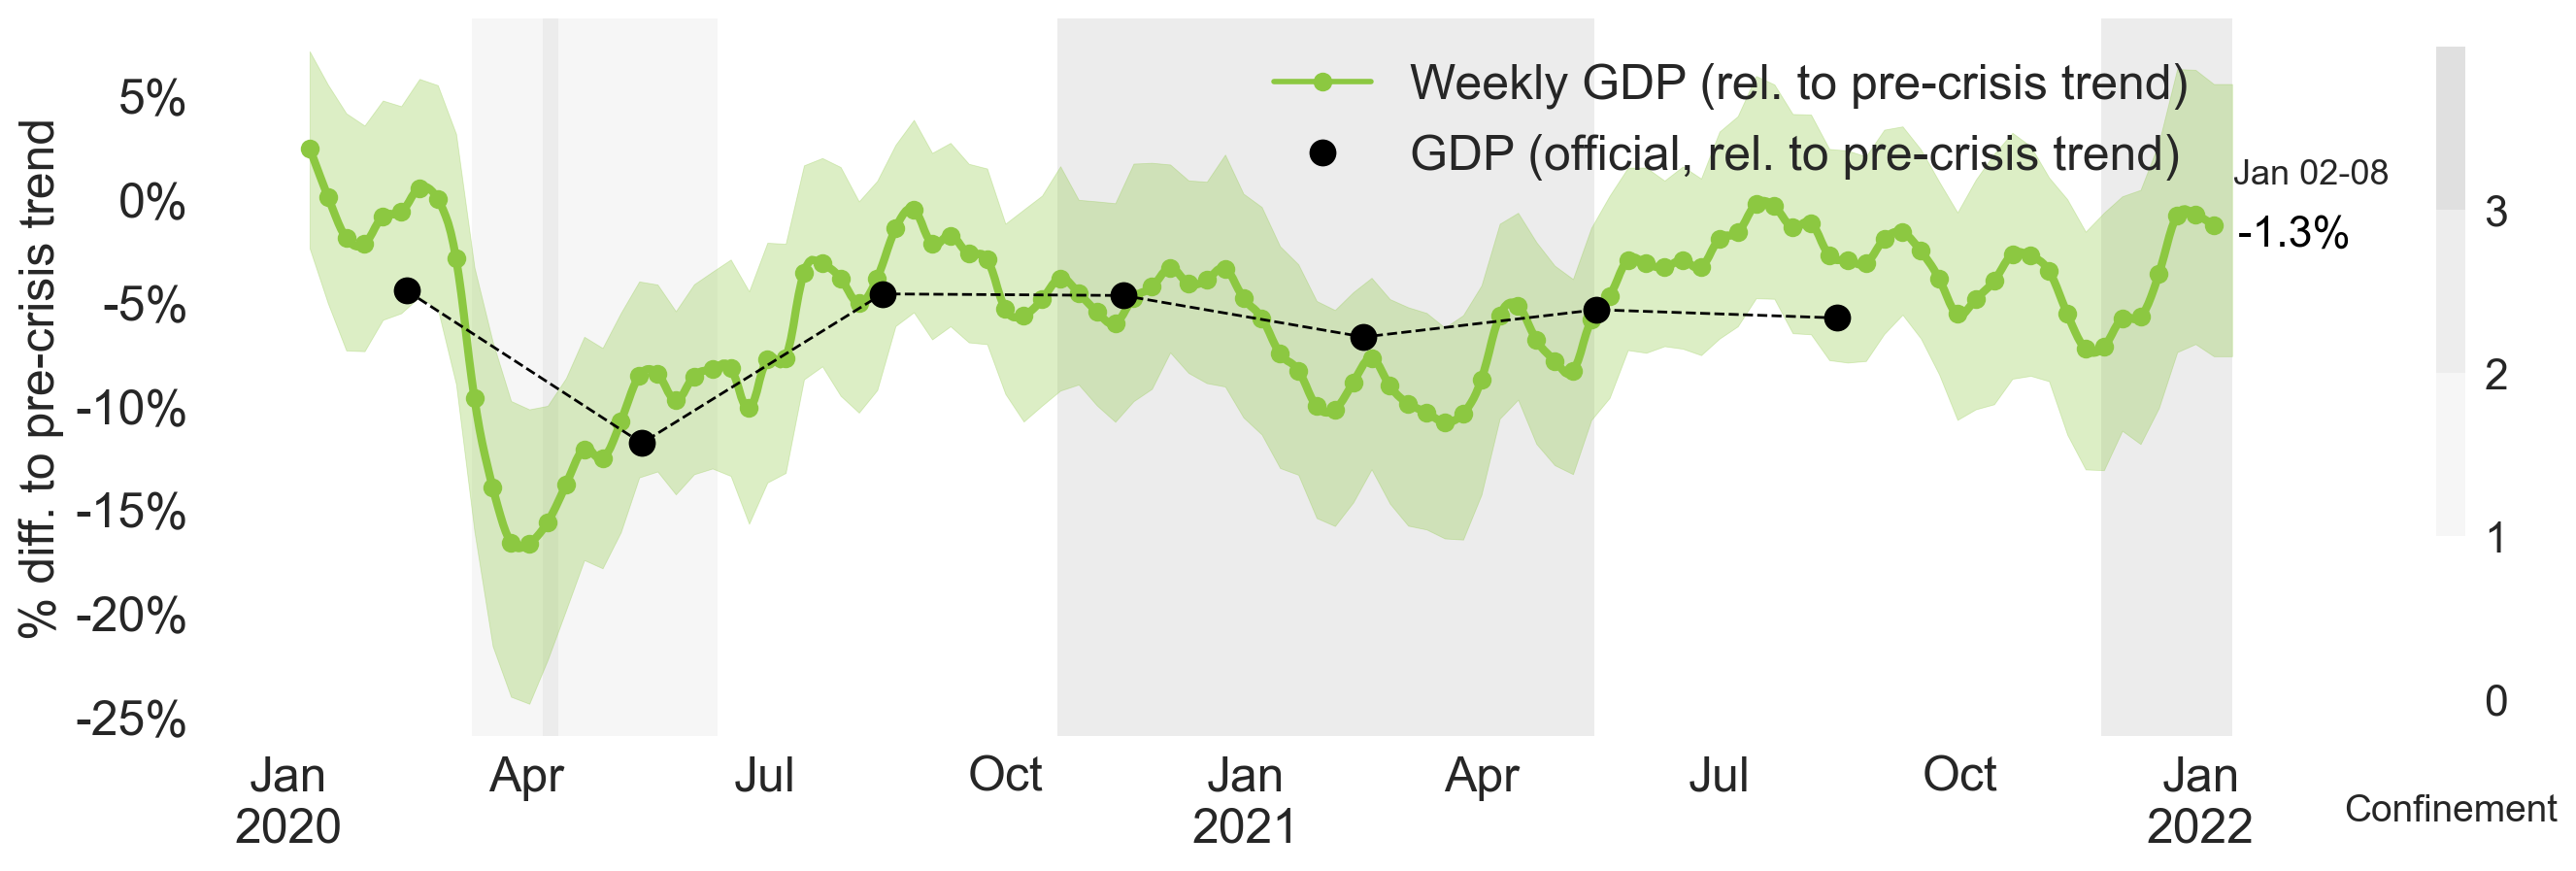 Weekly GDP (rel. to pre-crisis trend)
GDP (official, rel. to pre-crisis trend)
% diff. to pre-crisis trend
5%
0%
-5%
-10%
-15%
-20%
-25%
Jan 02-08
-1.3%
3
2
1
0
Confinement
Jan Apr Jul Oct Jan Apr Jul Oct Jan
2020 2021 2022